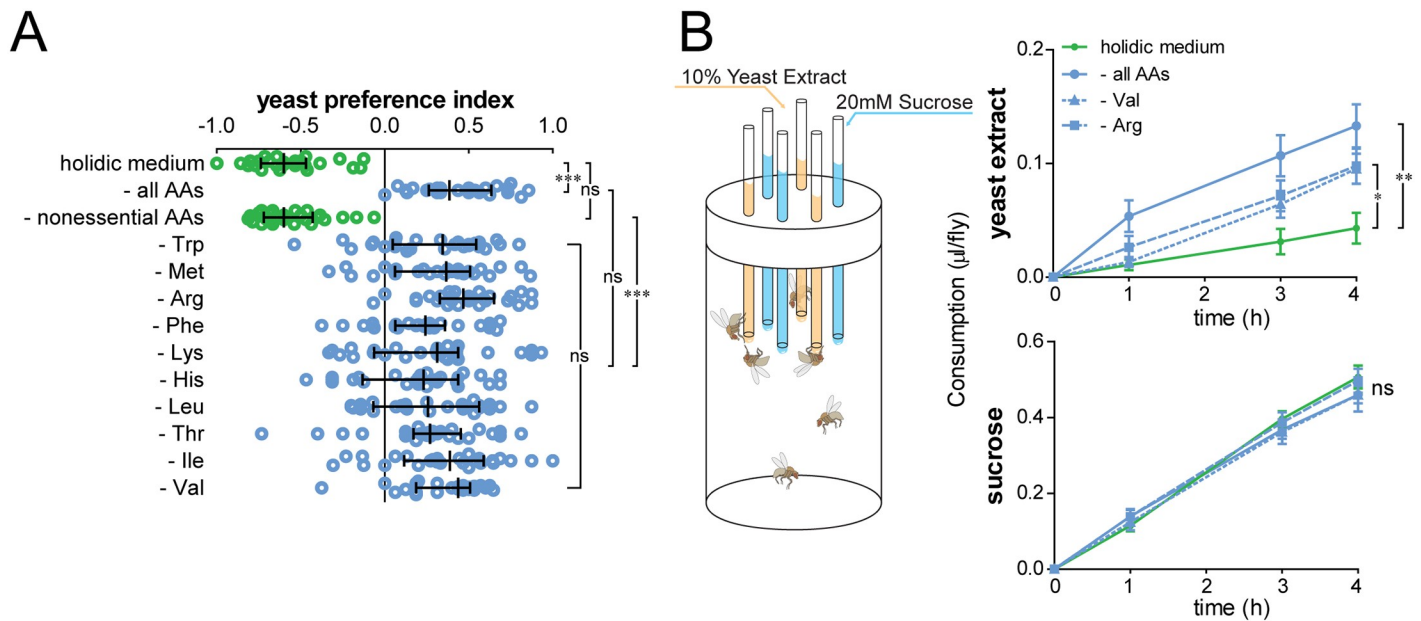 A
yeast preference index
-1.0 -0.5 0.0 0.5 1.0
holidic medium
- all AAs
- nonessential AAs
- Trp
- Met
- Arg
- Phe
- Lys
- His
- Leu
- Thr
- Ile
- Val
*** ns
ns ***
ns
B
10% Yeast Extract
20mM Sucrose
Consumption (µl/fly)
yeast extract
0.2
0.1
0.0
holidic medium
- all AAs
- Val
- Arg
* **
0 1 2 3 4
time (h)
sucrose
0.6
0.4
0.2
0.0
ns
0 1 2 3 4
time (h)